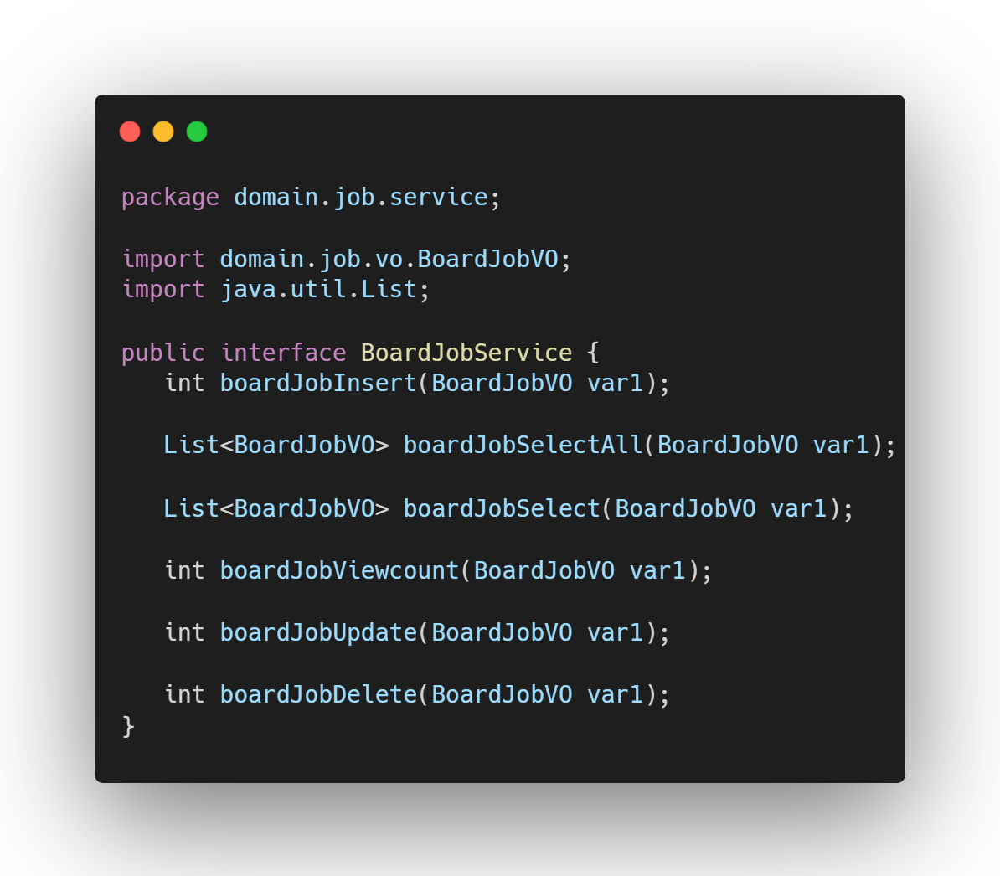 package domain.job.service;
import domain.job.vo.BoardJobVO;
import java.util.List;
public interface BoardJobService {
int boardJobInsert(BoardJobVO var1);
List<BoardJobVO> boardJobSelectAll(BoardJobVO var1);
List<BoardJobVO> boardJobSelect(BoardJobVO var1);
int boardJobViewcount(BoardJobVO var1);
int boardJobUpdate(BoardJobVO var1);
int boardJobDelete(BoardJobVO var1);
}